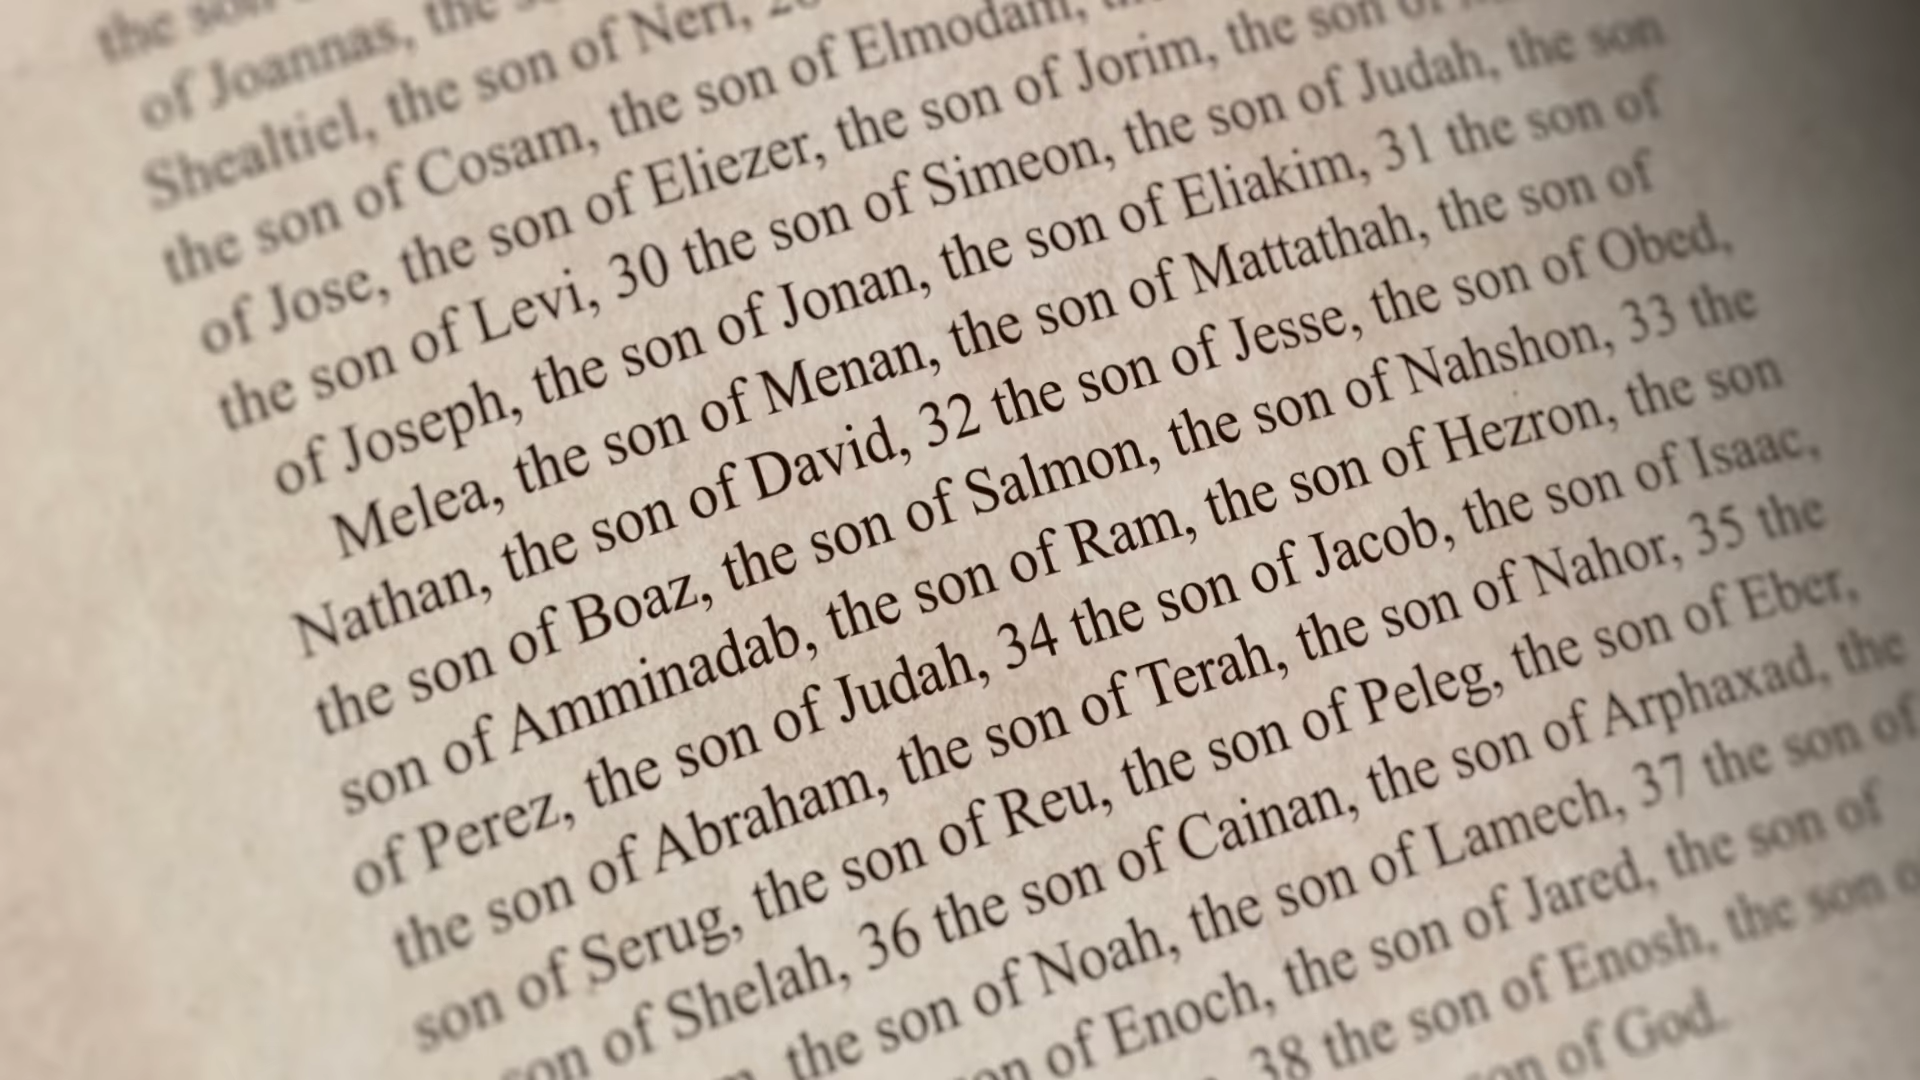 the son
of Joannas, the
Shealtiel, the son of Neri,
the son of Cosam, the son of Elmodam,
of Jose, the son of Eliezer, the son of Jorim, the son of
the son of Levi, 30 the son of Simeon, the son of Judah, the son
of Joseph, the son of Jonan, the son of Eliakim, 31 the son of
Melea, the son of Menan, the son of Mattathah, the son of
Nathan, the son of David, 32 the son of Jesse, the son of Obed,
the son of Boaz, the son of Salmon, the son of Nahshon, 33 the
son of Amminadab, the son of Ram, the son of Hezron, the son
of Perez, the son of Judah, 34 the son of Jacob, the son of Isaac,
the son of Abraham, the son of Terah, the son of Nahor, 35 the
son of Serug, the son of Reu, the son of Peleg, the son of Eber,
son of Shelah, 36 the son of Cainan, the son of Arphaxad, the
the son of Noah, the son of Lamech, 37 the son of
of Enoch, the son of Jared, the son of
38 the son of Enosh, the son
son of God.